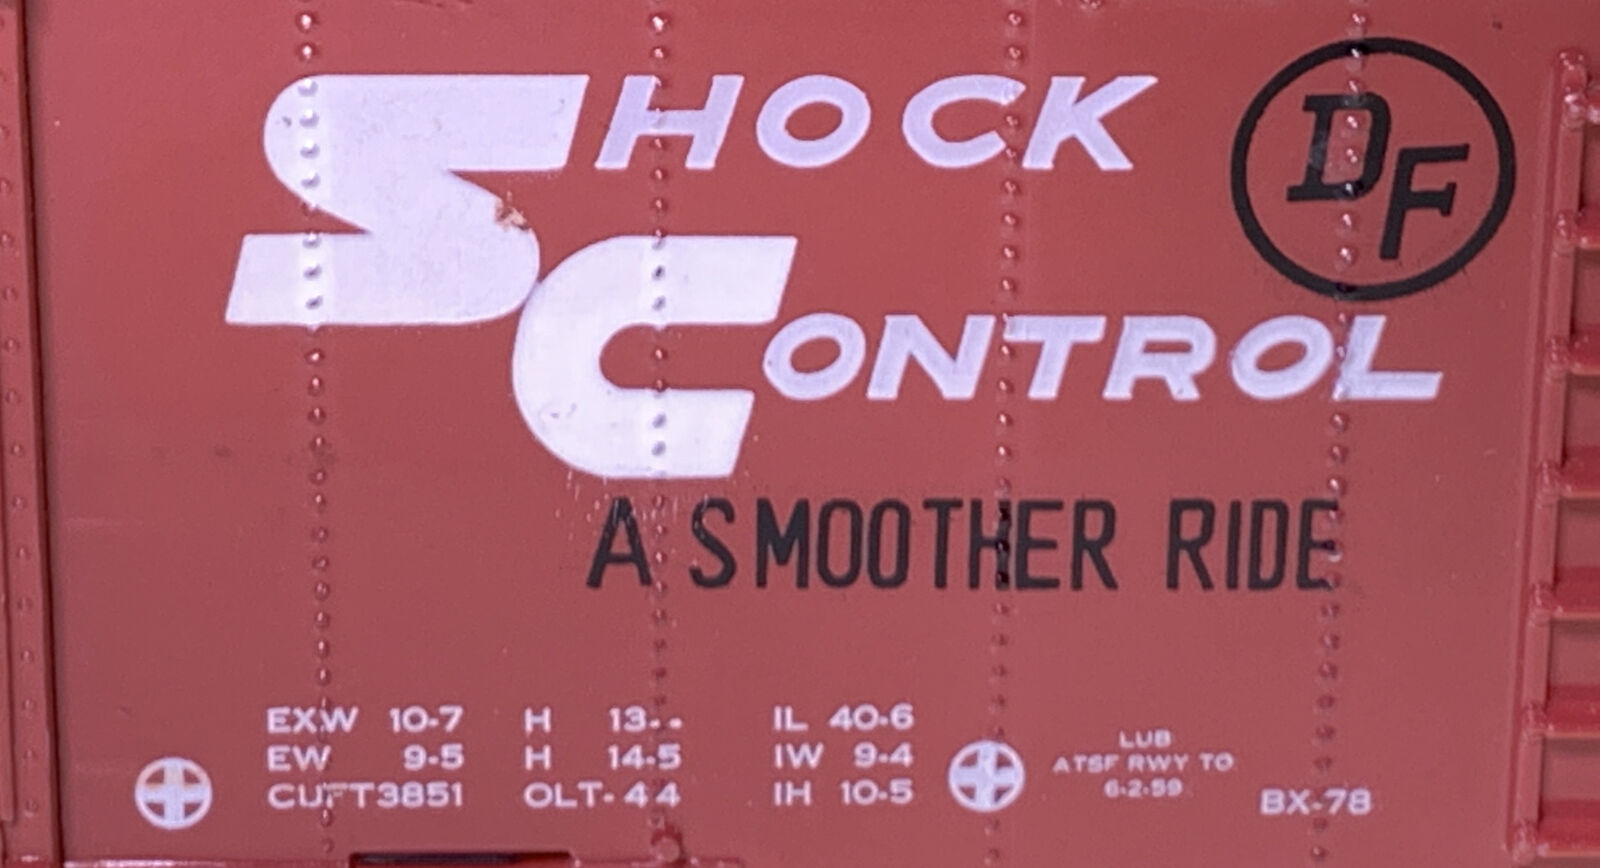 SHOCK
DF
CONTROL
A SMOOTHER RIDE
EXW 10-7 H 13- - IL 40-6
EW 9-5 H 14-5 IW 9-4
CUFT3851 OLT-44 IH 10-5
LUB
ATSF RWY TO
6-2-59
BX-78